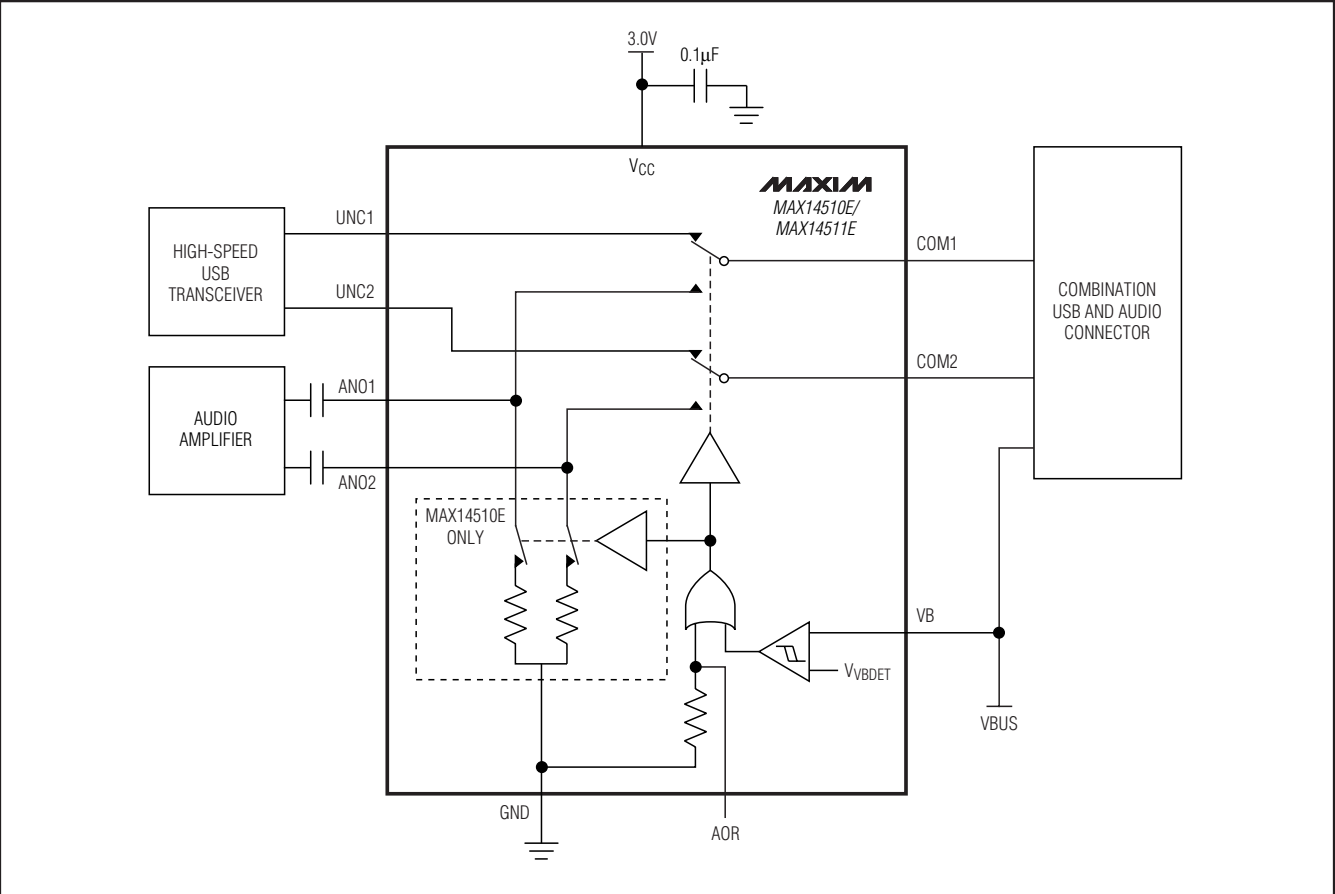 3.0V
0.1µF
VCC
MAXIM
MAX14510E/
MAX14511E
UNC1
HIGH-SPEED
USB
TRANSCEIVER
UNC2
COM1
COMBINATION
USB AND AUDIO
CONNECTOR
COM2
AUDIO
AMPLIFIER
ANO1
ANO2
MAX14510E
ONLY
VB
VVBDET
VBUS
GND
AOR